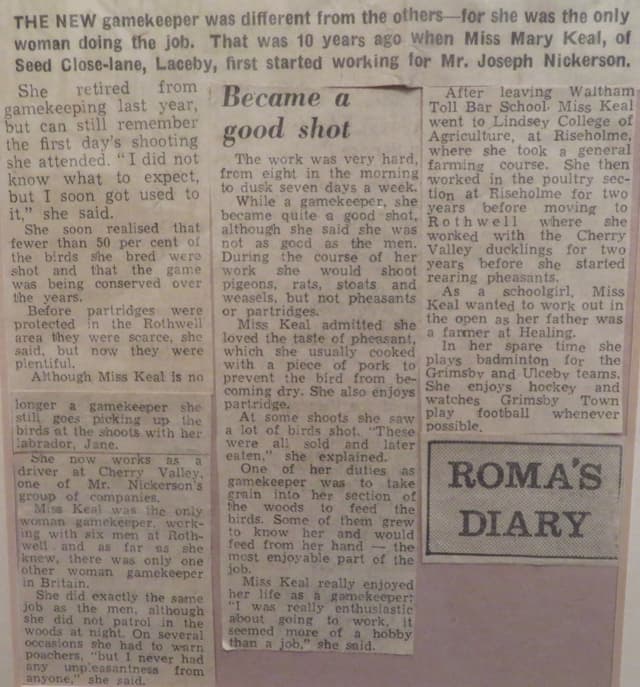 THE NEW gamekeeper was different from the others—for she was the only
woman doing the job. That was 10 years ago when Miss Mary Keal, of
Seed Close-lane, Laceby, first started working for Mr. Joseph Nickerson.
She retired from
gamekeeping last year,
but can still remember
the first day's shooting
she attended. "I did not
know what to expect,
but I soon got used to
it," she said.
She soon realised that
fewer than 50 per cent of
the birds she bred were
shot and that the game
was being conserved over
the years.
Before partridges were
protected in the Rothwell
area they were scarce, she
said, but now they were
plentiful.
Although Miss Keal is no
longer a gamekeeper she
still goes picking up the
birds at the shoots with her
labrador, Jane.
She now works as a
driver at Cherry Valley,
one of Mr. Nickerson's
group of companies.
Miss Keal was the only
woman gamekeeper, work-
ing with six men at Roth-
well and as far as she
knew, there was only one
other woman gamekeeper
in Britain.
She did exactly the same
job as the men, although
she did not patrol in the
woods at night. On several
occasions she had to warn
poachers, "but I never had
any unpleasantness from
anyone," she said.
Became a
good shot
The work was very hard,
from eight in the morning
to dusk seven days a week.
While a gamekeeper, she
became quite a good shot,
although she said she was
not as good as the men.
During the course of her
work she would shoot
pigeons, rats, stoats and
weasels, but not pheasants
or partridges.
Miss Keal admitted she
loved the taste of pheasant,
which she usually cooked
with a piece of pork to
prevent the bird from be-
coming dry. She also enjoys
partridge.
At some shoots she saw
a lot of birds shot. "These
were all sold and later
eaten," she explained.
One of her duties as
gamekeeper was to take
grain into her section of
the woods to feed the
birds. Some of them grew
to know her and would
feed from her hand — the
most enjoyable part of the
job.
Miss Keal really enjoyed
her life as a gamekeeper:
"I was really enthusiastic
about going to work, it
seemed more of a hobby
than a job," she said.
After leaving Waltham
Toll Bar School, Miss Keal
went to Lindsey College of
Agriculture, at Riseholme,
where she took a general
farming course. She then
worked in the poultry sec-
tion at Riseholme for two
years before moving to
Rothwell where she
worked with the Cherry
Valley ducklings for two
years before she started
rearing pheasants.
As a schoolgirl, Miss
Keal wanted to work out in
the open as her father was
a farmer at Healing.
In her spare time she
plays badminton for the
Grimsby and Ulceby teams.
She enjoys hockey and
watches Grimsby Town
play football whenever
possible.
ROMA'S
DIARY